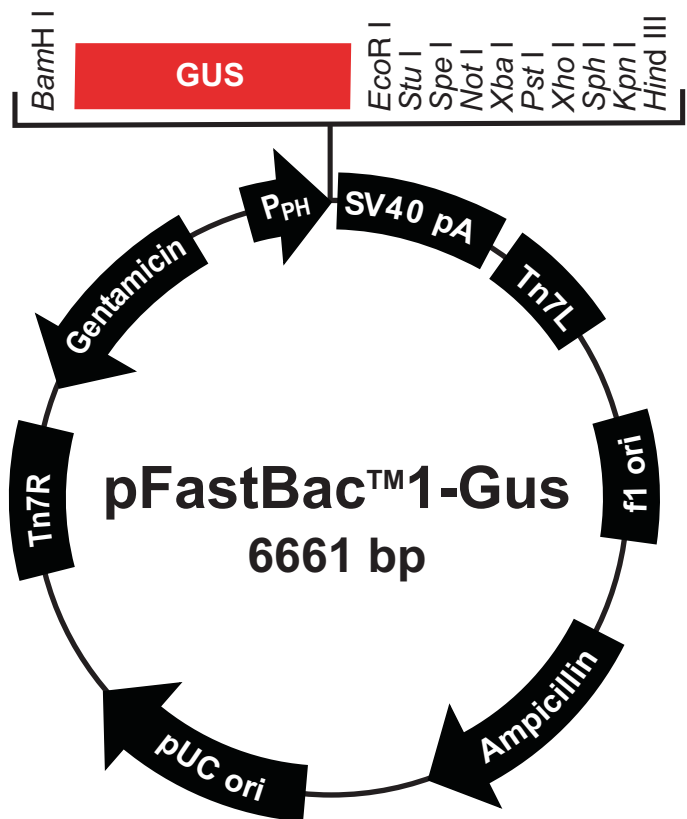 BamH I
GUS
EcoR I
Stu I
Spe I
Not I
Xba I
Pst I
Xho I
Sph I
Kpn I
Hind III
PPH
SV40 pA
Tn7L
f1 ori
Ampicillin
pUC ori
Tn7R
Gentamicin
pFastBac™1-Gus
6661 bp